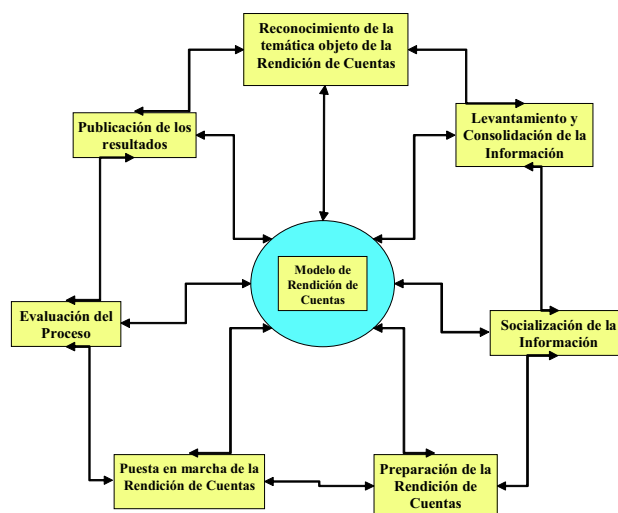 Reconocimiento de la
temática objeto de la
Rendición de Cuentas
Publicación de los
resultados
Levantamiento y
Consolidación de la
Información
Modelo de
Rendición de
Cuentas
Evaluación del
Proceso
Socialización de la
Información
Puesta en marcha de la
Rendición de Cuentas
Preparación de la
Rendición de
Cuentas